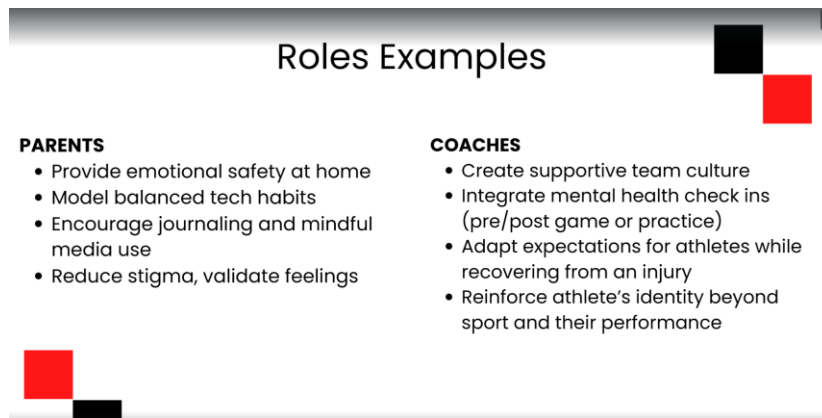 Roles Examples
PARENTS
• Provide emotional safety at home
• Model balanced tech habits
• Encourage journaling and mindful
media use
• Reduce stigma, validate feelings
COACHES
• Create supportive team culture
• Integrate mental health check ins
(pre/post game or practice)
• Adapt expectations for athletes while
recovering from an injury
• Reinforce athlete’s identity beyond
sport and their performance